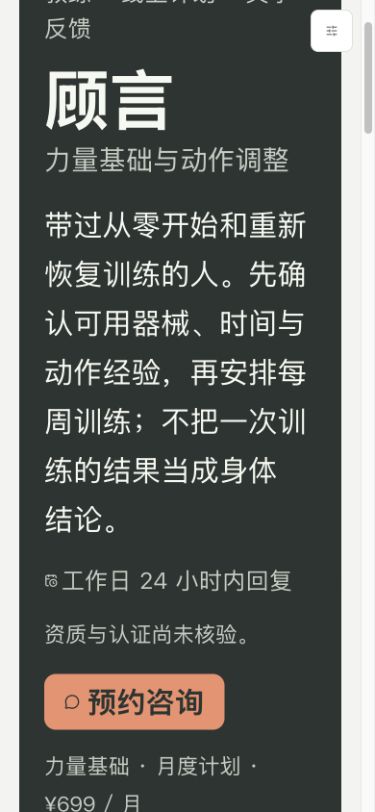 反馈
顾言
力量基础与动作调整
带过从零开始和重新
恢复训练的人。先确
认可用器械、时间与
动作经验，再安排每
周训练；不把一次训
练的结果当成身体
结论。
工作日 24 小时内回复
资质与认证尚未核验。
预约咨询
力量基础 · 月度计划 ·
¥699 / 月